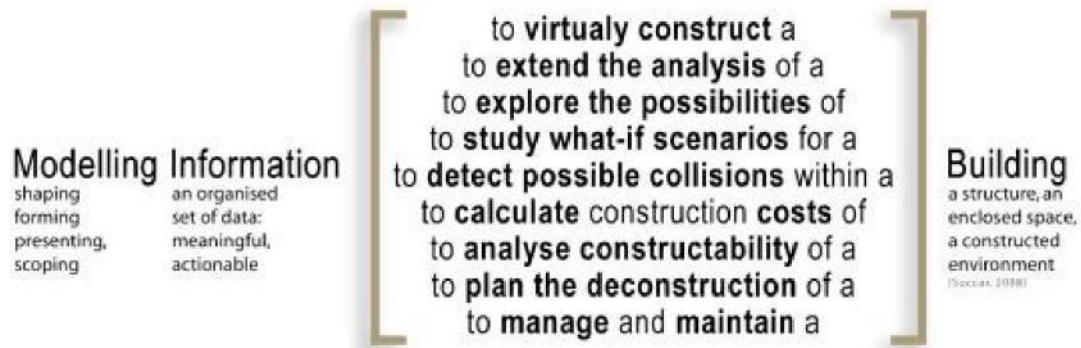 Modelling
shaping
forming
presenting,
scoping
Information
an organised
set of data:
meaningful,
actionable
to virtualy construct a
to extend the analysis of a
to explore the possibilities of
to study what-if scenarios for a
to detect possible collisions within a
to calculate construction costs of
to analyse constructability of a
to plan the deconstruction of a
to manage and maintain a
Building
a structure, an
enclosed space,
a constructed
environment
(Succar, 2008)